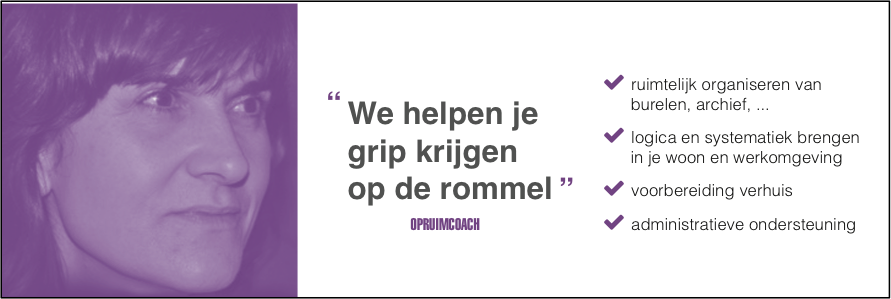 “ We helpen je
grip krijgen
op de rommel ”
OPRUIMCOACH
ruimtelijk organiseren van
burelen, archief, ...
logica en systematiek brengen
in je woon en werkomgeving
voorbereiding verhuis
administratieve ondersteuning